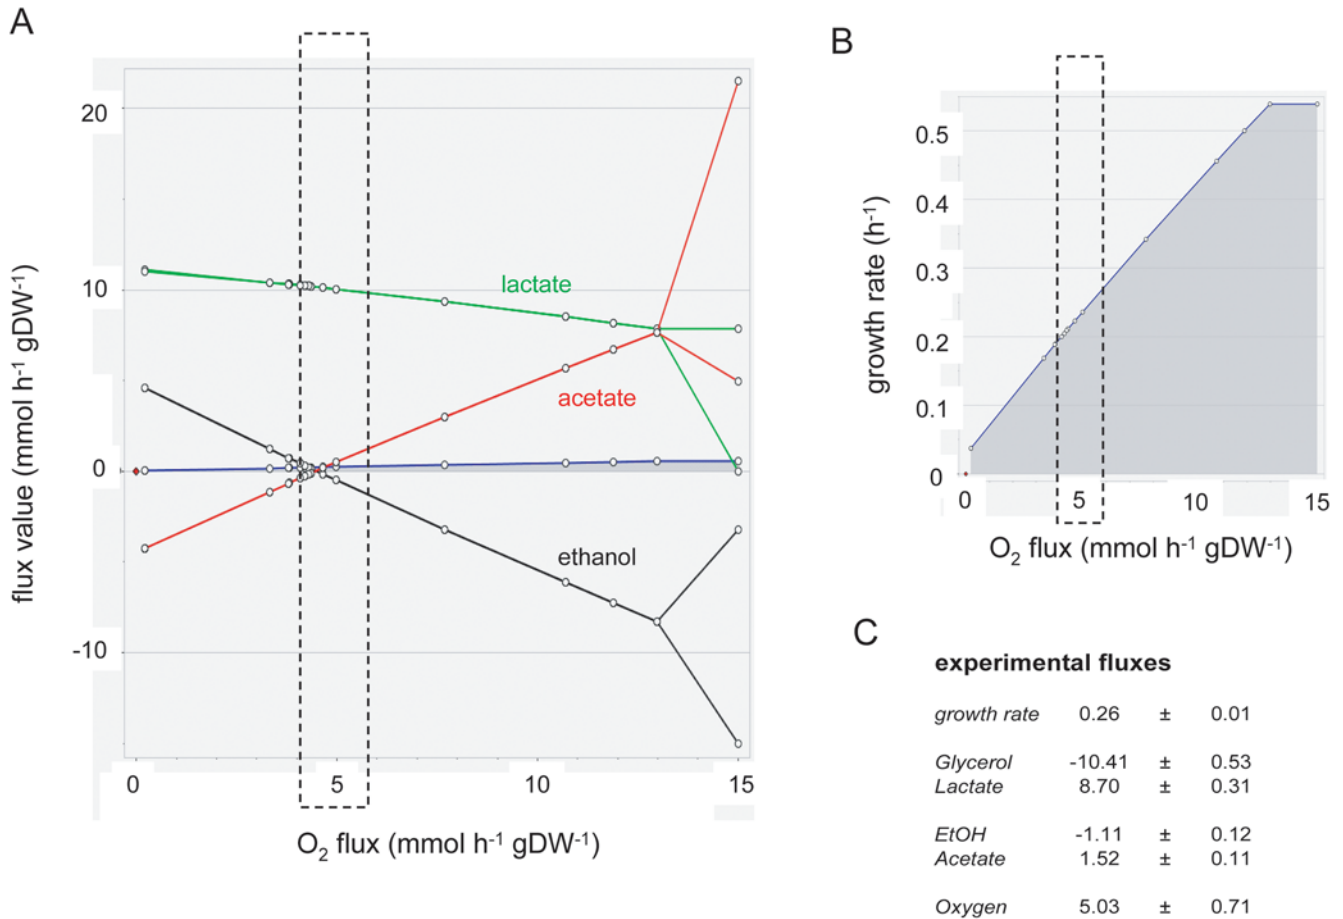 A
20
10
0
-10
flux value (mmol h-1 gDW-1)
lactate
acetate
ethanol
0 5 10 15
O2 flux (mmol h-1 gDW-1)
B
0.5
0.4
0.3
0.2
0.1
0
growth rate (h-1)
0 5 10 15
O2 flux (mmol h-1 gDW-1)
C
experimental fluxes
growth rate 0.26 ± 0.01
Glycerol -10.41 ± 0.53
Lactate 8.70 ± 0.31
EtOH -1.11 ± 0.12
Acetate 1.52 ± 0.11
Oxygen 5.03 ± 0.71